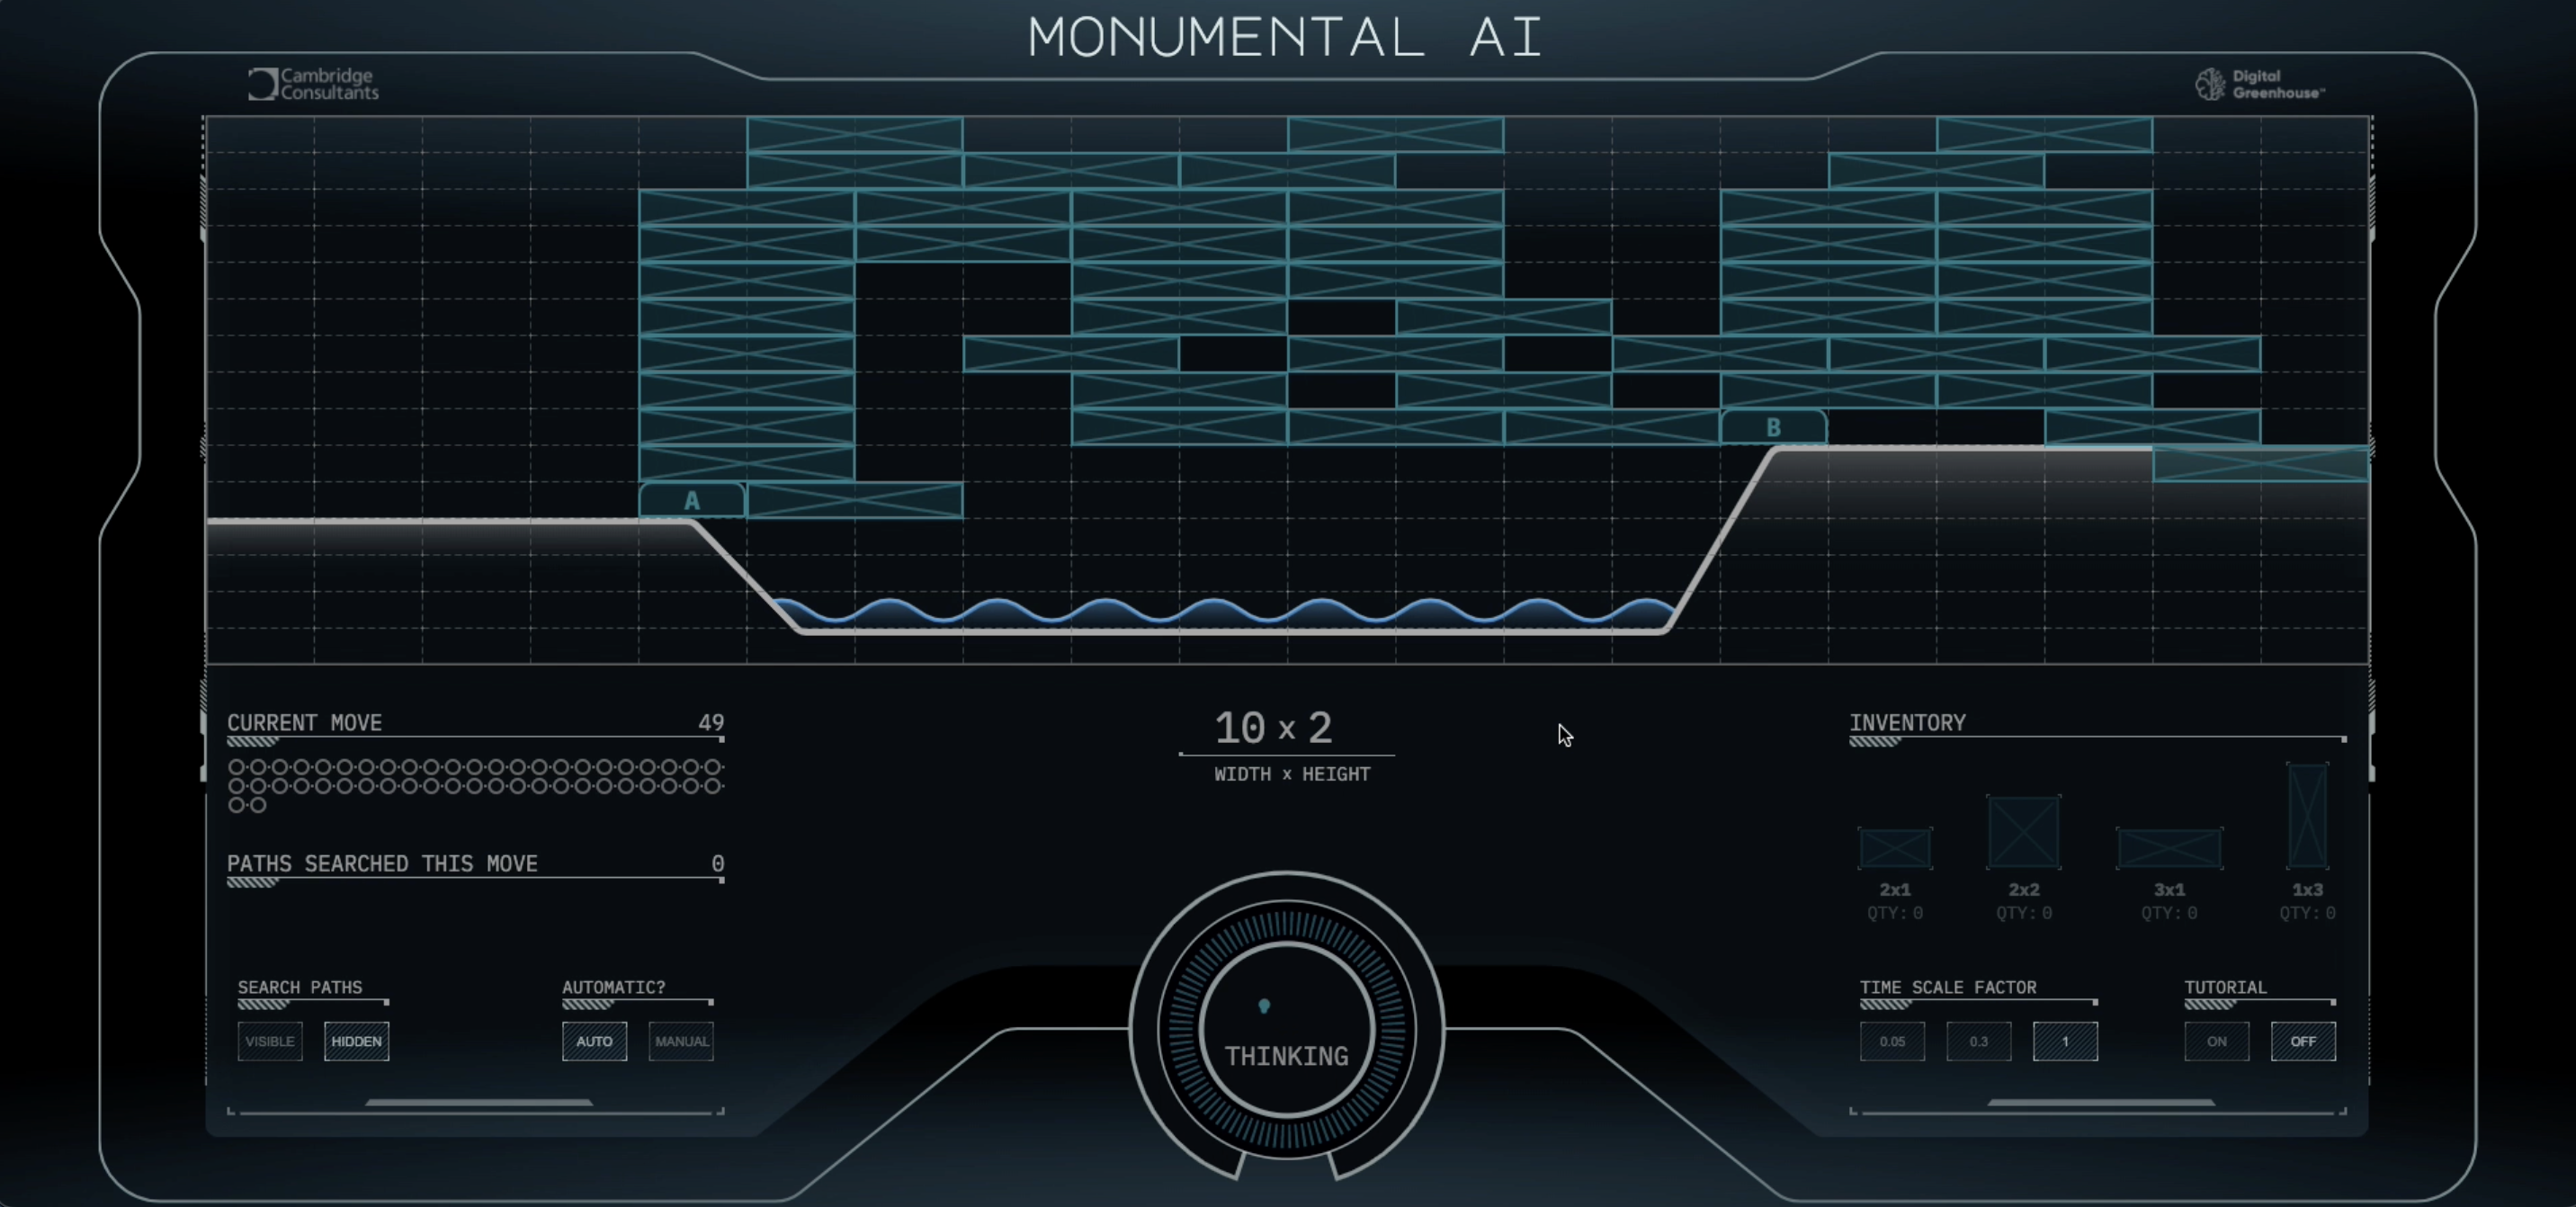 MONUMENTAL AI
Cambridge
Consultants
Digital
Greenhouse™
B
A
CURRENT MOVE 49
10 x 2
WIDTH x HEIGHT
INVENTORY
PATHS SEARCHED THIS MOVE 0
2x1 2x2 3x1 1x3
QTY: 0 QTY: 0 QTY: 0 QTY: 0
SEARCH PATHS AUTOMATIC? TIME SCALE FACTOR TUTORIAL
VISIBLE HIDDEN AUTO MANUAL 0.05 0.3 1 ON OFF
THINKING